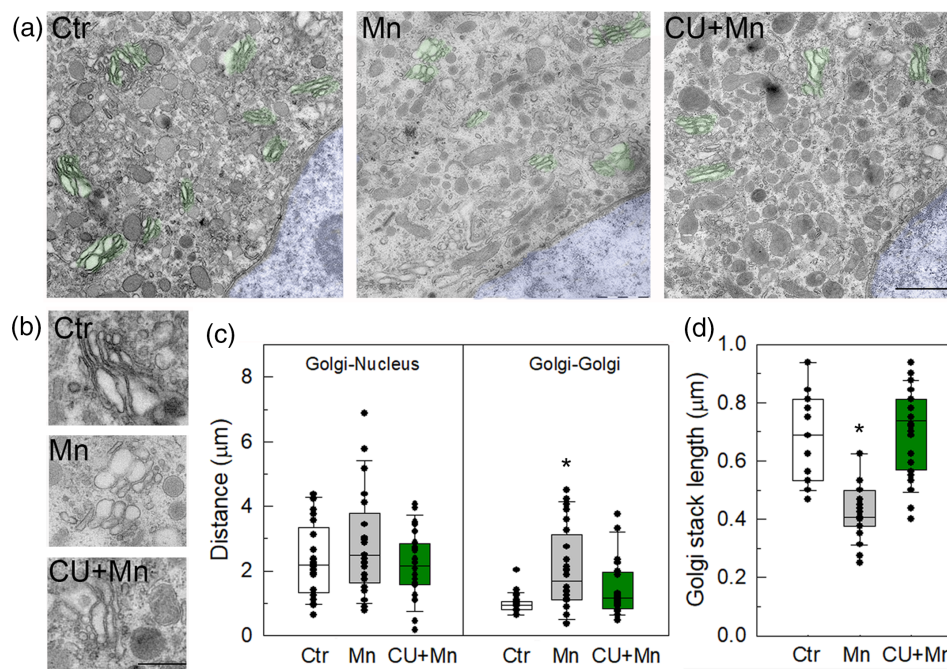 (a)
Ctr
Mn
CU+Mn
(b)
Ctr
Mn
CU+Mn
(c)
Golgi-Nucleus
Golgi-Golgi
Distance (μm)
8
6
4
2
0
*
Ctr
Mn
CU+Mn
Ctr
Mn
CU+Mn
(d)
Golgi stack length (μm)
1.0
0.8
0.6
0.4
0.2
0.0
*
Ctr
Mn
CU+Mn